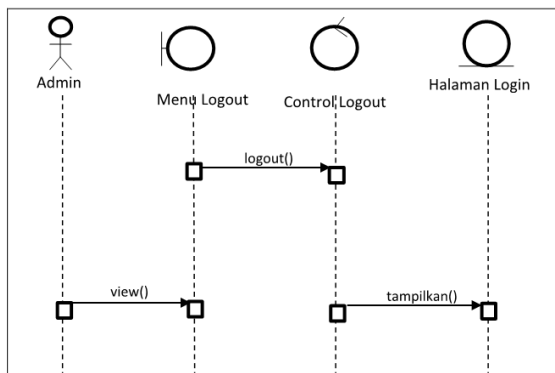 Admin
Menu Logout
Control Logout
Halaman Login
logout()
view()
tampilkan()